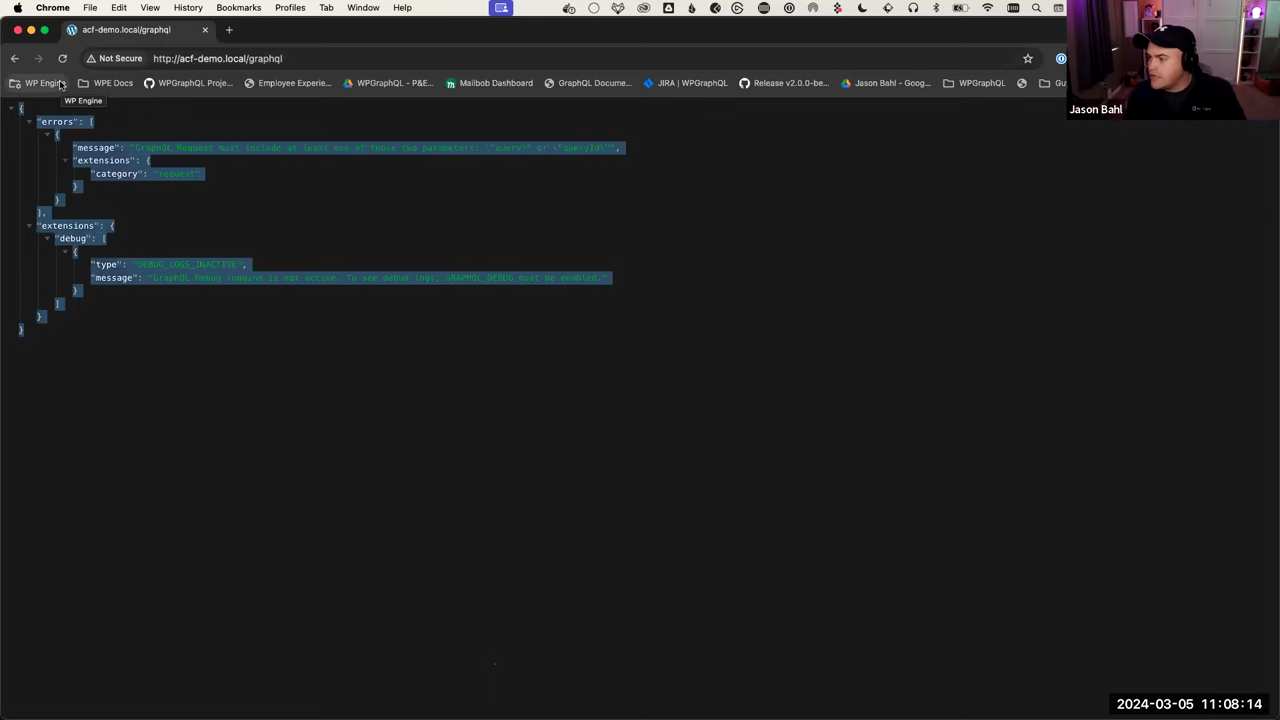 Chrome File Edit View History Bookmarks Profiles Tab Window Help
acf-demo.local/graphql
Not Secure http://acf-demo.local/graphql
WP Engine WPE Docs WPGraphQL Proje... Employee Experie... WPGraphQL - P&E... Mailbob Dashboard GraphQL Docume... JIRA | WPGraphQL Release v2.0.0-be... Jason Bahl - Goog... WPGraphQL
WP Engine
Jason Bahl
{
"errors": [
{
"message": "GraphQL Request must include at least one of those two parameters: \"query\" or \"queryId\"",
"extensions": {
"category": "request"
}
}
],
"extensions": {
"debug": [
{
"type": "DEBUG_LOGS_INACTIVE",
"message": "GraphQL Debug logging is not active. To see debug logs, GRAPHQL_DEBUG must be enabled."
}
]
}
}
2024-03-05 11:08:14